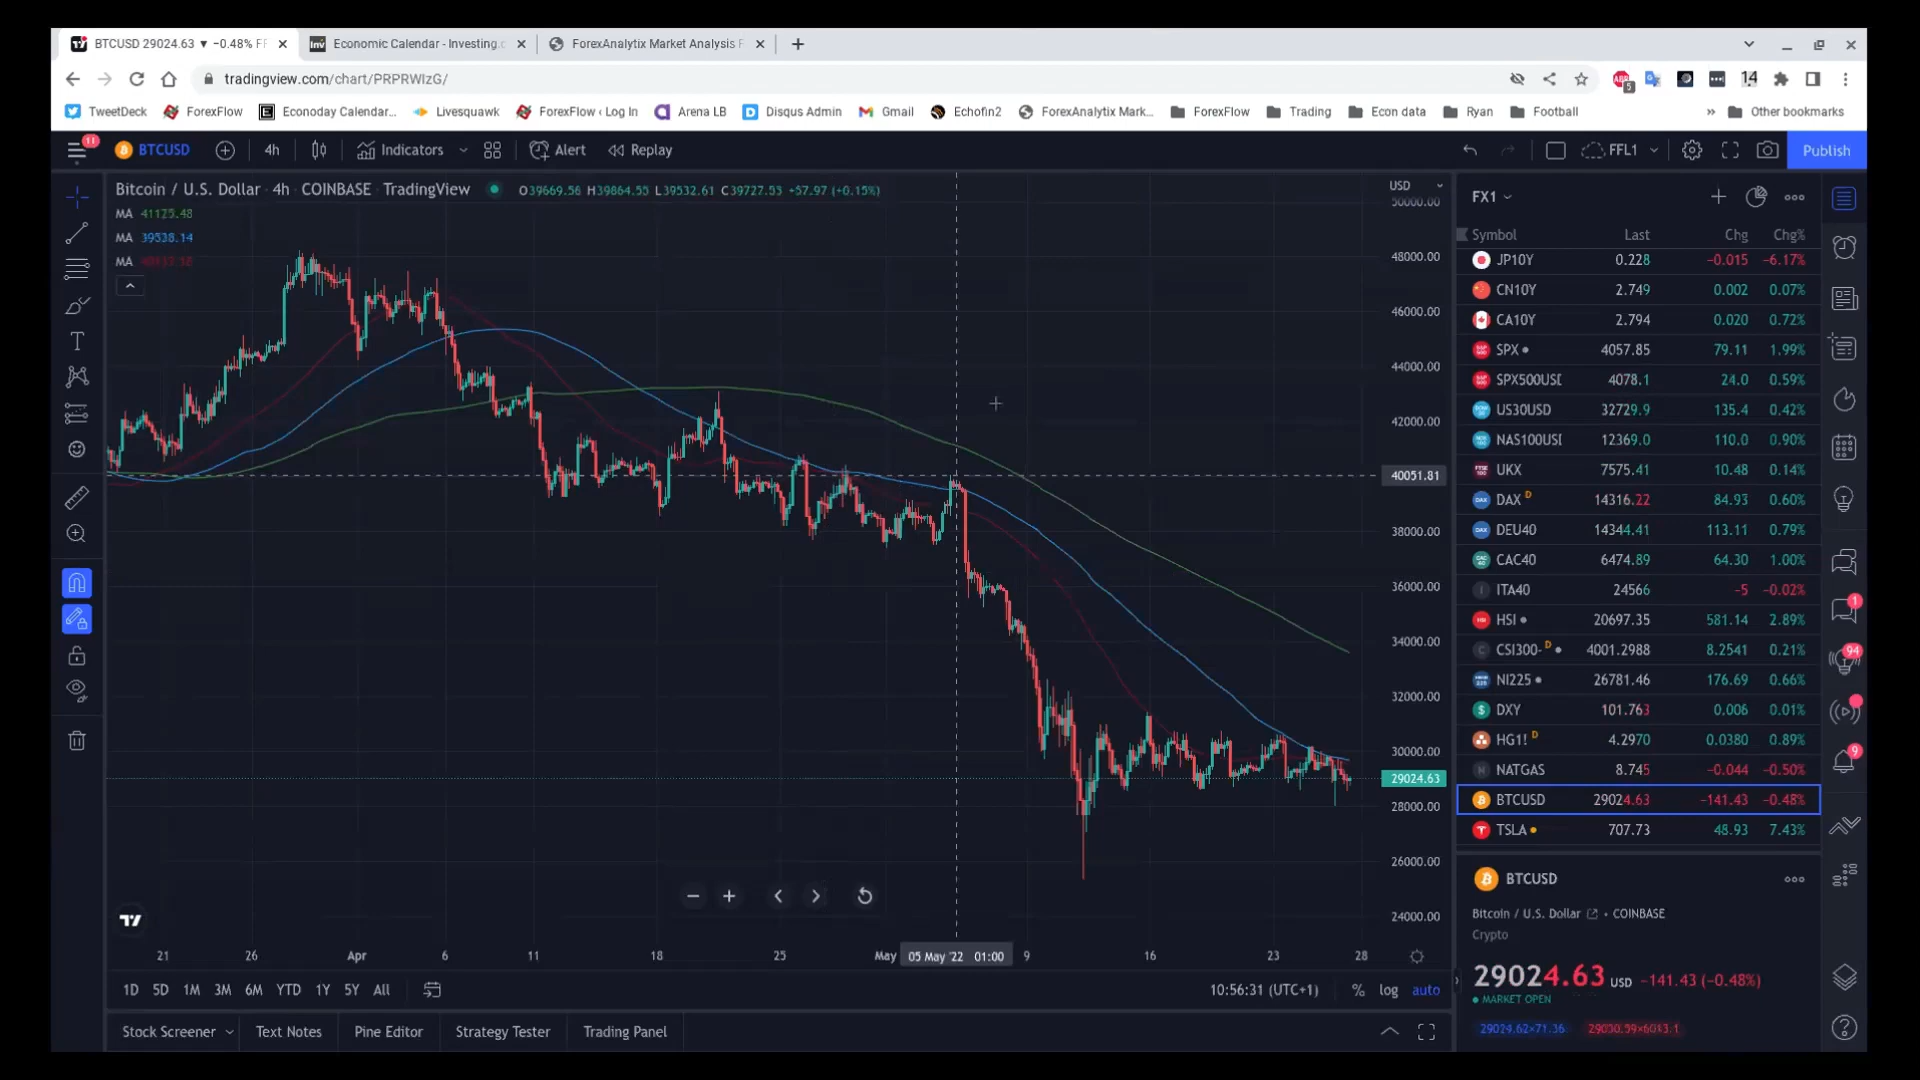 BTCUSD 29024.63 ▼ −0.48% FF
Economic Calendar - Investing.c
ForexAnalytix Market Analysis F
tradingview.com/chart/PRPRWIzG/
5
14
TweetDeck ForexFlow Econoday Calendar... Livesquawk ForexFlow ‹ Log In Arena LB Disqus Admin Gmail Echofin2 ForexAnalytix Mark... ForexFlow Trading Econ data Ryan Football » Other bookmarks
11 BTCUSD 4h Indicators Alert Replay FFL1 Publish
Bitcoin / U.S. Dollar · 4h · COINBASE · TradingView O39669.56 H39864.55 L39532.61 C39727.53 +57.97 (+0.15%)
MA 41125.48
MA 39538.14
MA
USD
50000.00
48000.00
46000.00
44000.00
42000.00
40051.81
38000.00
36000.00
34000.00
32000.00
30000.00
29024.63
28000.00
26000.00
24000.00
21 26 Apr 6 11 18 25 May 05 May '22 01:00 9 16 23 28
1D 5D 1M 3M 6M YTD 1Y 5Y All 10:56:31 (UTC+1) % log auto
Stock Screener Text Notes Pine Editor Strategy Tester Trading Panel
FX1
Symbol Last Chg Chg%
JP10Y 0.228 −0.015 −6.17%
CN10Y 2.749 0.002 0.07%
CA10Y 2.794 0.020 0.72%
SPX 4057.85 79.11 1.99%
SPX500USD 4078.1 24.0 0.59%
US30USD 32729.9 135.4 0.42%
NAS100USD 12369.0 110.0 0.90%
UKX 7575.41 10.48 0.14%
DAX D 14316.22 84.93 0.60%
DEU40 14344.41 113.11 0.79%
CAC40 6474.89 64.30 1.00%
ITA40 24566 −5 −0.02%
HSI 20697.35 581.14 2.89%
CSI300- D 4001.2988 8.2541 0.21%
NI225 26781.46 176.69 0.66%
DXY 101.763 0.006 0.01%
HG1! D 4.2970 0.0380 0.89%
NATGAS 8.745 −0.044 −0.50%
BTCUSD 29024.63 −141.43 −0.48%
TSLA 707.73 48.93 7.43%
BTCUSD
Bitcoin / U.S. Dollar • COINBASE
Crypto
29024.63 USD −141.43 (−0.48%)
MARKET OPEN
29024.62×71.36
1
94
9